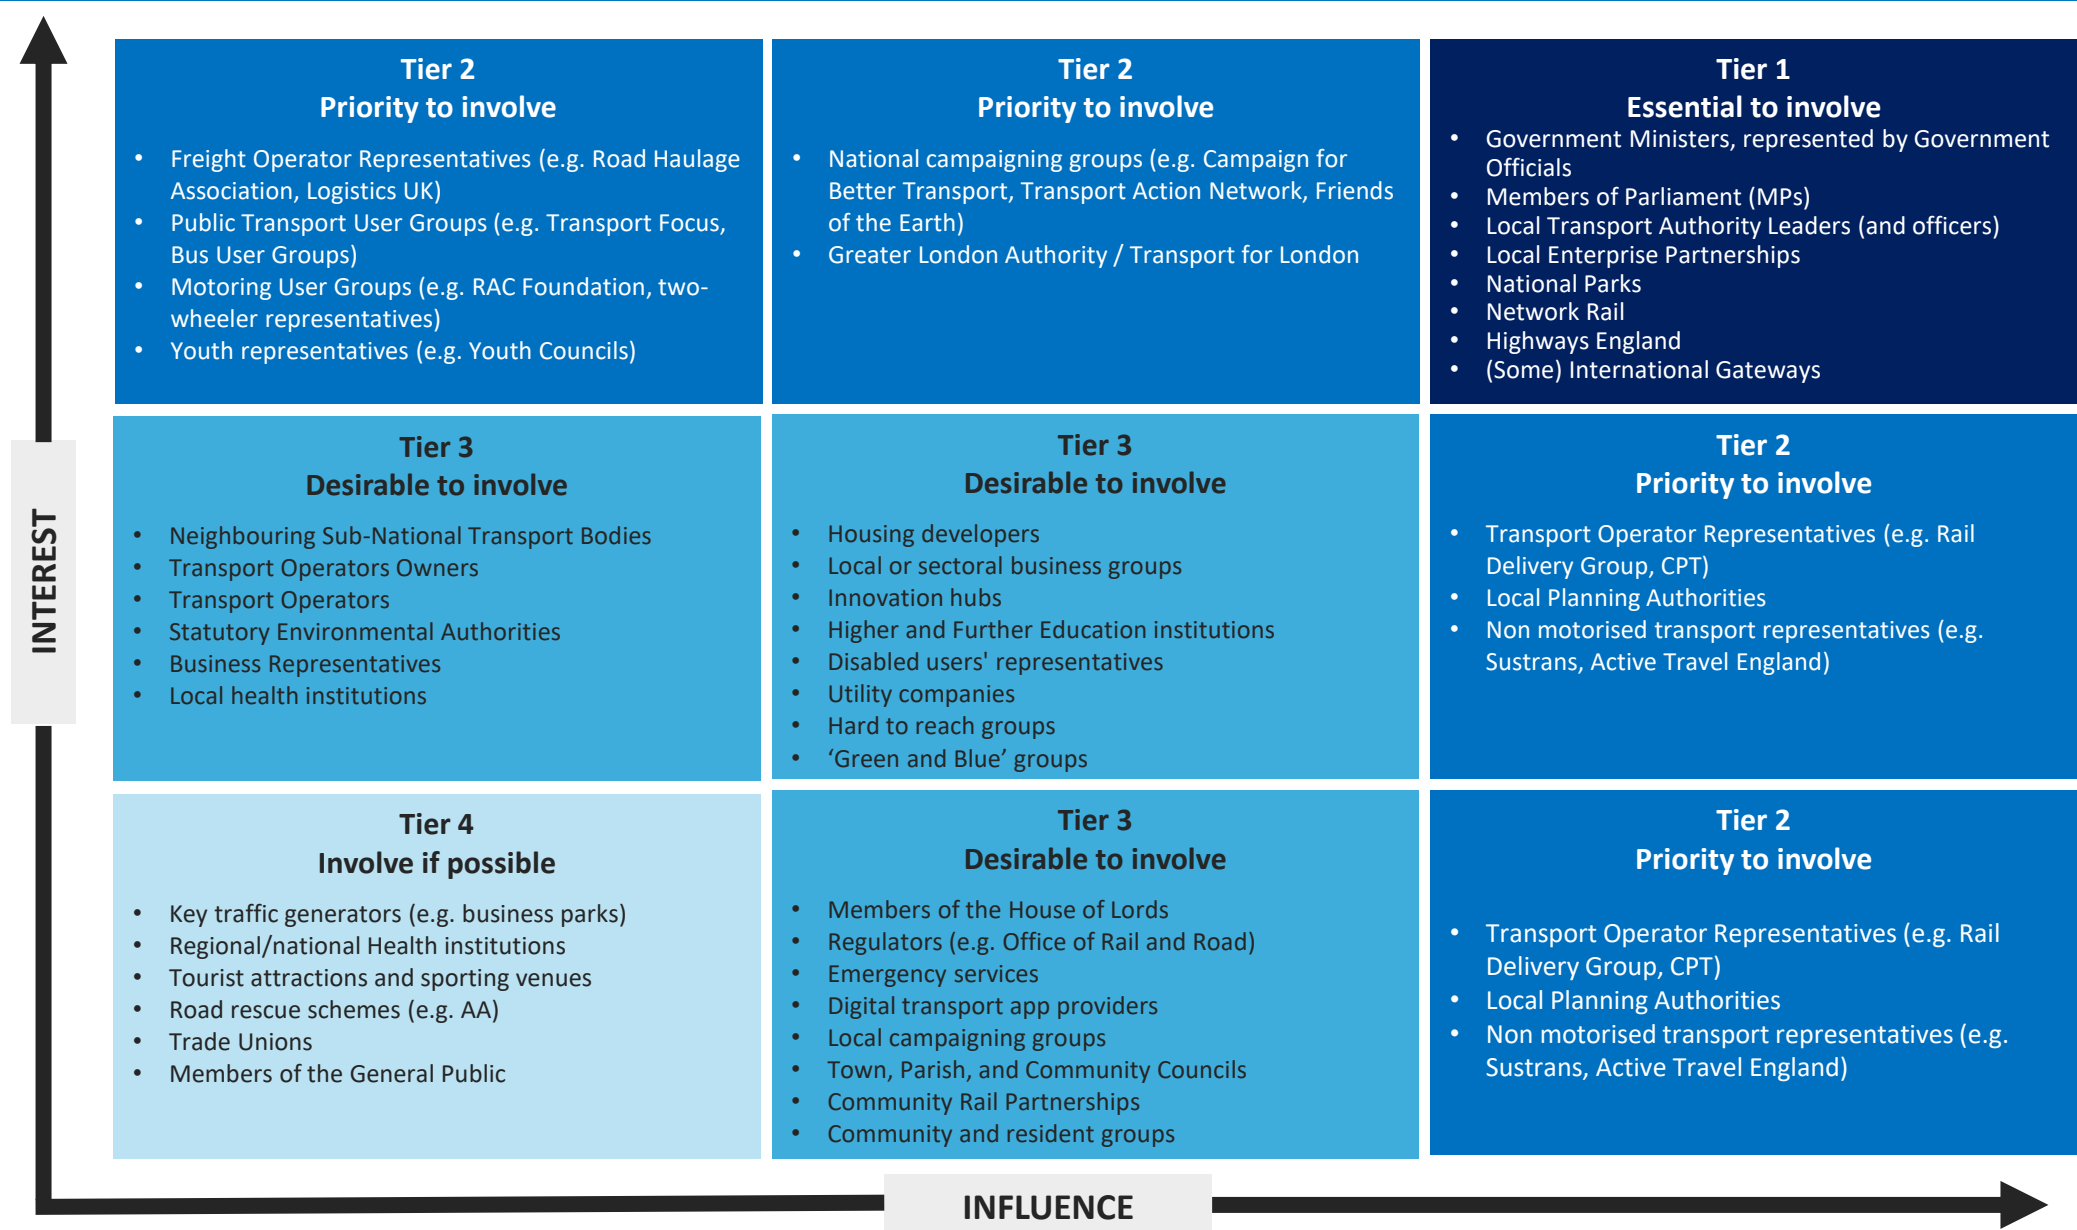 Tier 2
Priority to involve
• Freight Operator Representatives (e.g. Road Haulage
Association, Logistics UK)
• Public Transport User Groups (e.g. Transport Focus,
Bus User Groups)
• Motoring User Groups (e.g. RAC Foundation, two-
wheeler representatives)
• Youth representatives (e.g. Youth Councils)
Tier 2
Priority to involve
• National campaigning groups (e.g. Campaign for
Better Transport, Transport Action Network, Friends
of the Earth)
• Greater London Authority / Transport for London
Tier 1
Essential to involve
• Government Ministers, represented by Government
Officials
• Members of Parliament (MPs)
• Local Transport Authority Leaders (and officers)
• Local Enterprise Partnerships
• National Parks
• Network Rail
• Highways England
• (Some) International Gateways
INTEREST
Tier 3
Desirable to involve
• Neighbouring Sub-National Transport Bodies
• Transport Operators Owners
• Transport Operators
• Statutory Environmental Authorities
• Business Representatives
• Local health institutions
Tier 3
Desirable to involve
• Housing developers
• Local or sectoral business groups
• Innovation hubs
• Higher and Further Education institutions
• Disabled users' representatives
• Utility companies
• Hard to reach groups
• ‘Green and Blue’ groups
Tier 2
Priority to involve
• Transport Operator Representatives (e.g. Rail
Delivery Group, CPT)
• Local Planning Authorities
• Non motorised transport representatives (e.g.
Sustrans, Active Travel England)
Tier 4
Involve if possible
• Key traffic generators (e.g. business parks)
• Regional/national Health institutions
• Tourist attractions and sporting venues
• Road rescue schemes (e.g. AA)
• Trade Unions
• Members of the General Public
Tier 3
Desirable to involve
• Members of the House of Lords
• Regulators (e.g. Office of Rail and Road)
• Emergency services
• Digital transport app providers
• Local campaigning groups
• Town, Parish, and Community Councils
• Community Rail Partnerships
• Community and resident groups
Tier 2
Priority to involve
• Transport Operator Representatives (e.g. Rail
Delivery Group, CPT)
• Local Planning Authorities
• Non motorised transport representatives (e.g.
Sustrans, Active Travel England)
INFLUENCE